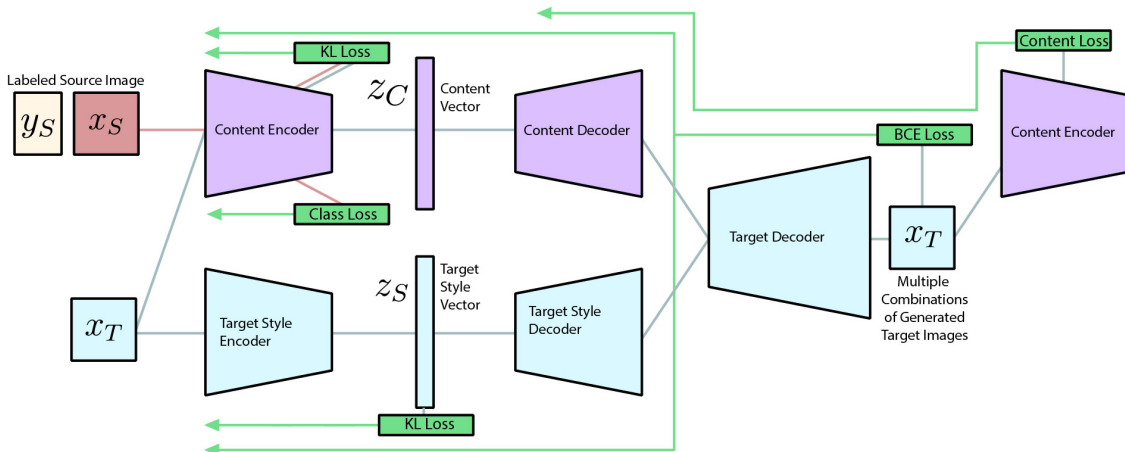 Labeled Source Image
y_S
x_S
KL Loss
Content Encoder
Class Loss
z_C
Content
Vector
Content Decoder
Content Loss
BCE Loss
Content Encoder
Target Decoder
x_T
Multiple
Combinations
of Generated
Target Images
x_T
Target Style
Encoder
z_S
Target
Style
Vector
Target Style
Decoder
KL Loss